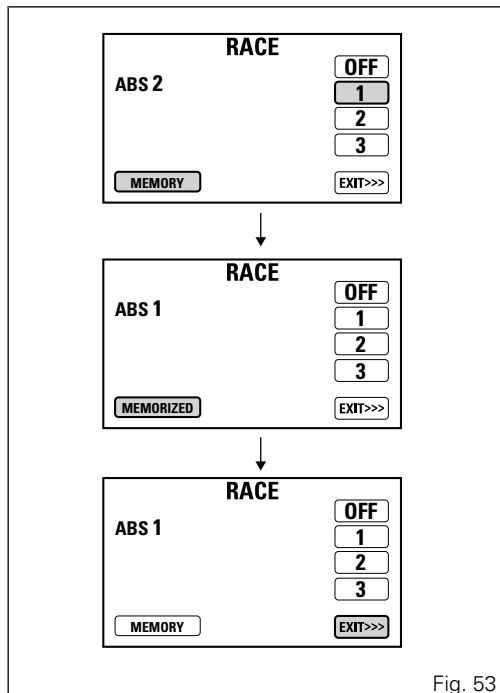 RACE
ABS 2
OFF
1
2
3
MEMORY
EXIT>>>
RACE
ABS 1
OFF
1
2
3
MEMORIZED
EXIT>>>
RACE
ABS 1
OFF
1
2
3
MEMORY
EXIT>>>
Fig. 53